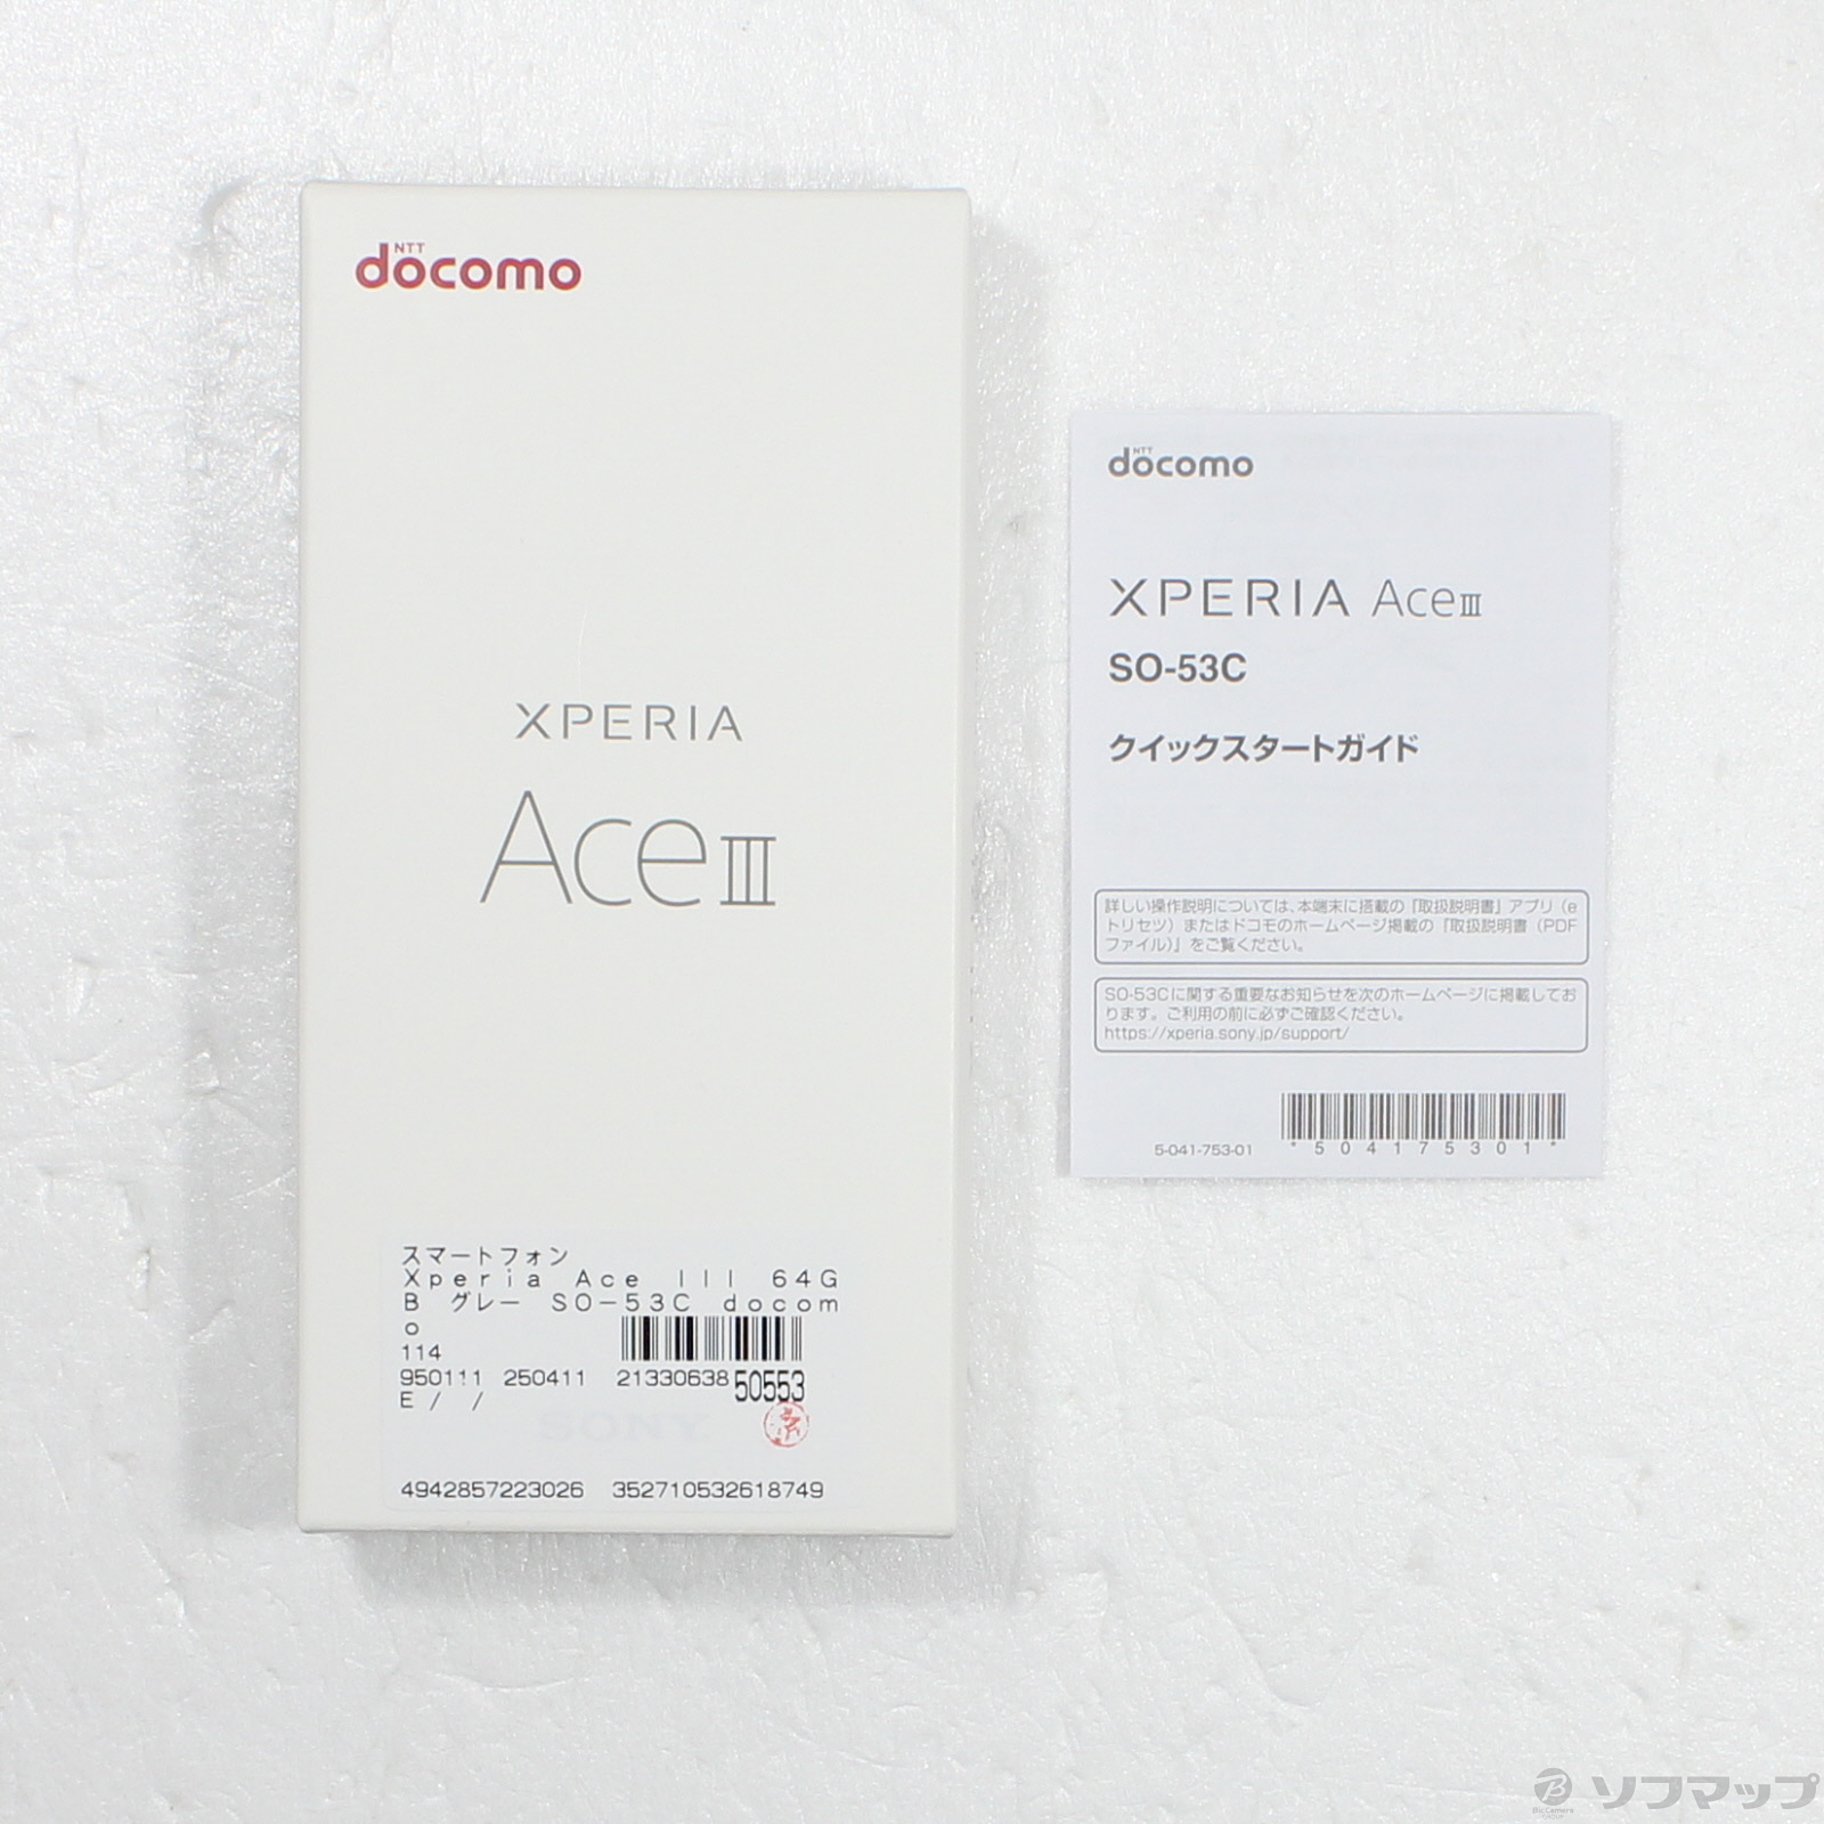 NTT
docomo
XPERIA
Ace III
スマートフォン
Xperia Ace III 64G
B グレー SO-53C docom
o
114
950111 250411 2133063850553
E / /
SONY
4942857223026 352710532618749
NTT
docomo
XPERIA Ace III
SO-53C
クイックスタートガイド
詳しい操作説明については、本端末に搭載の「取扱説明書」アプリ（e
トリセツ）またはドコモのホームページ掲載の「取扱説明書（PDF
ファイル）」をご覧ください。
SO-53Cに関する重要なお知らせを次のホームページに掲載してお
ります。ご利用の前に必ずご確認ください。
https://xperia.sony.jp/support/
5-041-753-01
*504175301*
BicCamera
GROUP
ソフマップ